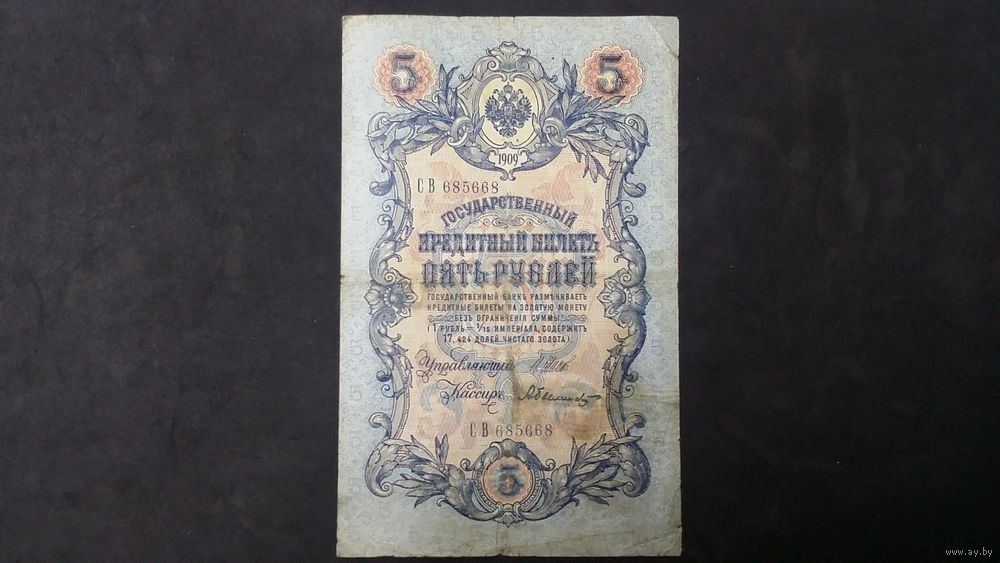 5 5
1909
СВ 685668
ГОСУДАРСТВЕННЫЙ
КРЕДИТНЫЙ БИЛЕТЪ
ПЯТЬ РУБЛЕЙ
ГОСУДАРСТВЕННЫЙ БАНКЪ РАЗМѢНИВАЕТЪ
КРЕДИТНЫЕ БИЛЕТЫ НА ЗОЛОТУЮ МОНЕТУ
БЕЗЪ ОГРАНИЧЕНІЯ СУММЫ
(1 РУБЛЬ = 1/15 ИМПЕРІАЛА, СОДЕРЖИТЪ
17,424 ДОЛЕЙ ЧИСТАГО ЗОЛОТА).
Управляющій
Кассиръ
СВ 685668
5
www.ay.by